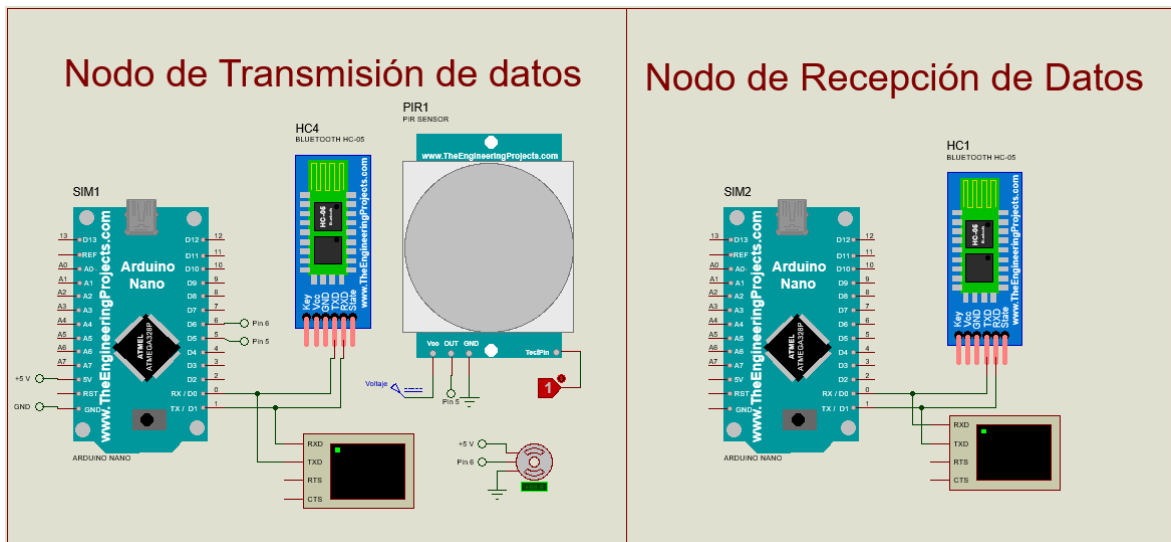 Nodo de Transmisión de datos
HC4
BLUETOOTH HC-05
PIR1
PIR SENSOR
www.TheEngineeringProjects.com
SIM1
HC-05
www.TheEngineeringProjects.com
Key
Vcc
GND
TXD
RXD
State
www.TheEngineeringProjects.com
Arduino
Nano
ATMEL
ATMEGA328P
13
D13
REF
A0
A0
A1
A1
A2
A2
A3
A3
A4
A4
A5
A5
A6
A6
A7
A7
+5 V
5V
RST
GND
GND
D12
12
D11
11
D10
10
D9
9
D8
8
D7
7
D6
6
Pin 6
D5
5
Pin 5
D4
4
D3
3
D2
2
RX / D0
0
TX / D1
1
ARDUINO NANO
Vcc
OUT
GND
TestPin
Voltaje
Pin 5
1
RXD
TXD
RTS
CTS
+5 V
Pin 6
Nodo de Recepción de Datos
HC1
BLUETOOTH HC-05
SIM2
HC-05
www.TheEngineeringProjects.com
Key
Vcc
GND
TXD
RXD
State
www.TheEngineeringProjects.com
Arduino
Nano
ATMEL
ATMEGA328P
13
D13
REF
A0
A0
A1
A1
A2
A2
A3
A3
A4
A4
A5
A5
A6
A6
A7
A7
5V
RST
GND
D12
12
D11
11
D10
10
D9
9
D8
8
D7
7
D6
6
D5
5
D4
4
D3
3
D2
2
RX / D0
0
TX / D1
1
ARDUINO NANO
RXD
TXD
RTS
CTS